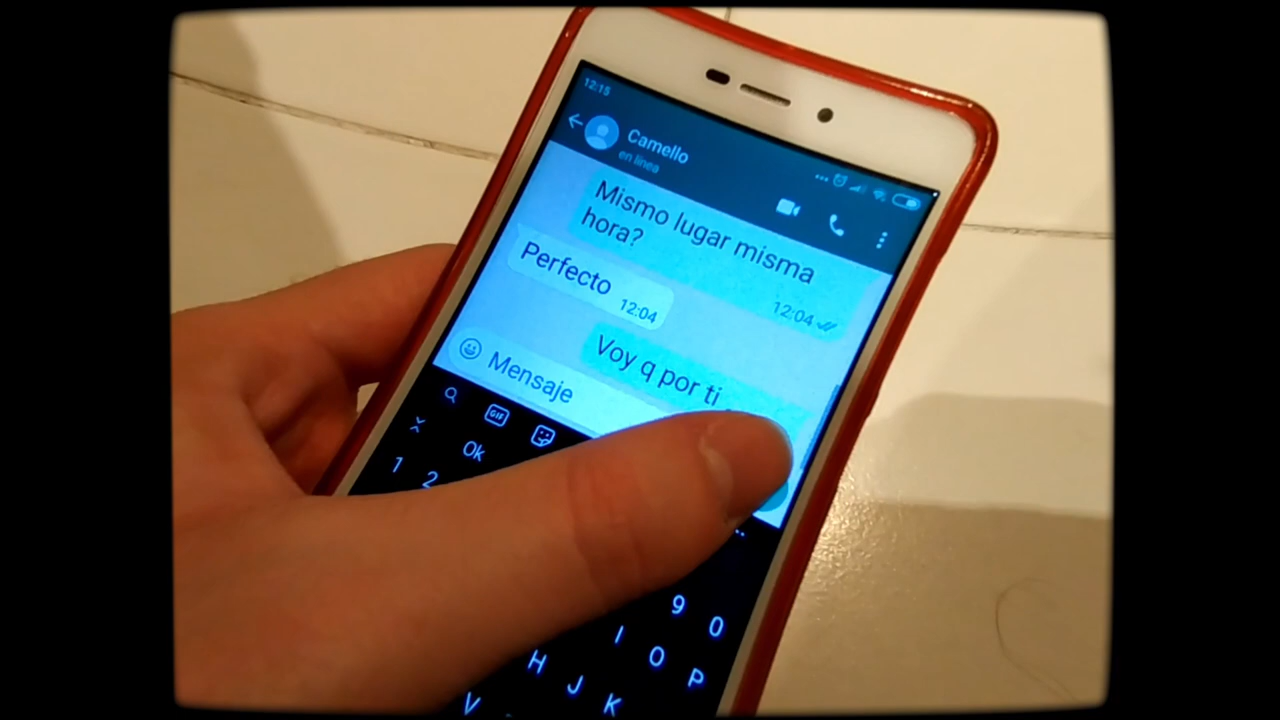 12:15
Camello
en línea
Mismo lugar misma
hora?
12:04
Perfecto
12:04
Voy q por ti
Mensaje
GIF
Ok
1 2
9 0
I O P
H J K
V